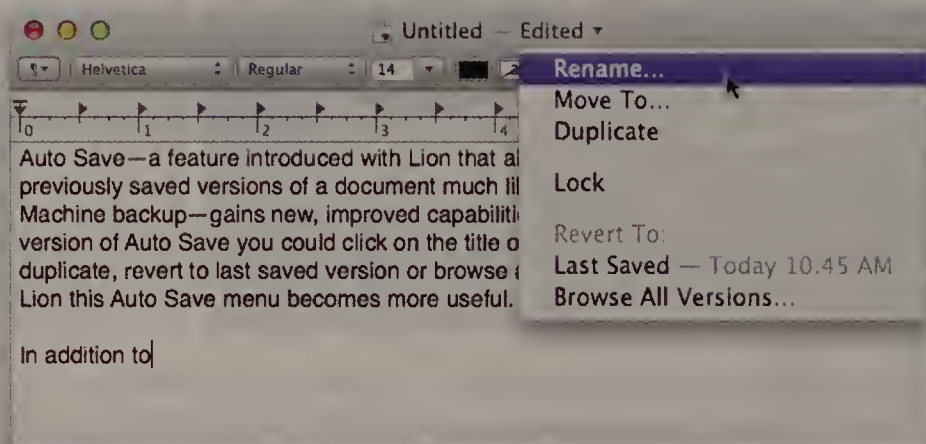 Untitled — Edited
Helvetica Regular 14
Rename...
Move To...
Duplicate
Lock
Revert To:
Last Saved — Today 10.45 AM
Browse All Versions...
0 1 2 3 4
Auto Save—a feature introduced with Lion that al
previously saved versions of a document much lil
Machine backup—gains new, improved capabiliti
version of Auto Save you could click on the title o
duplicate, revert to last saved version or browse
Lion this Auto Save menu becomes more useful.
In addition to